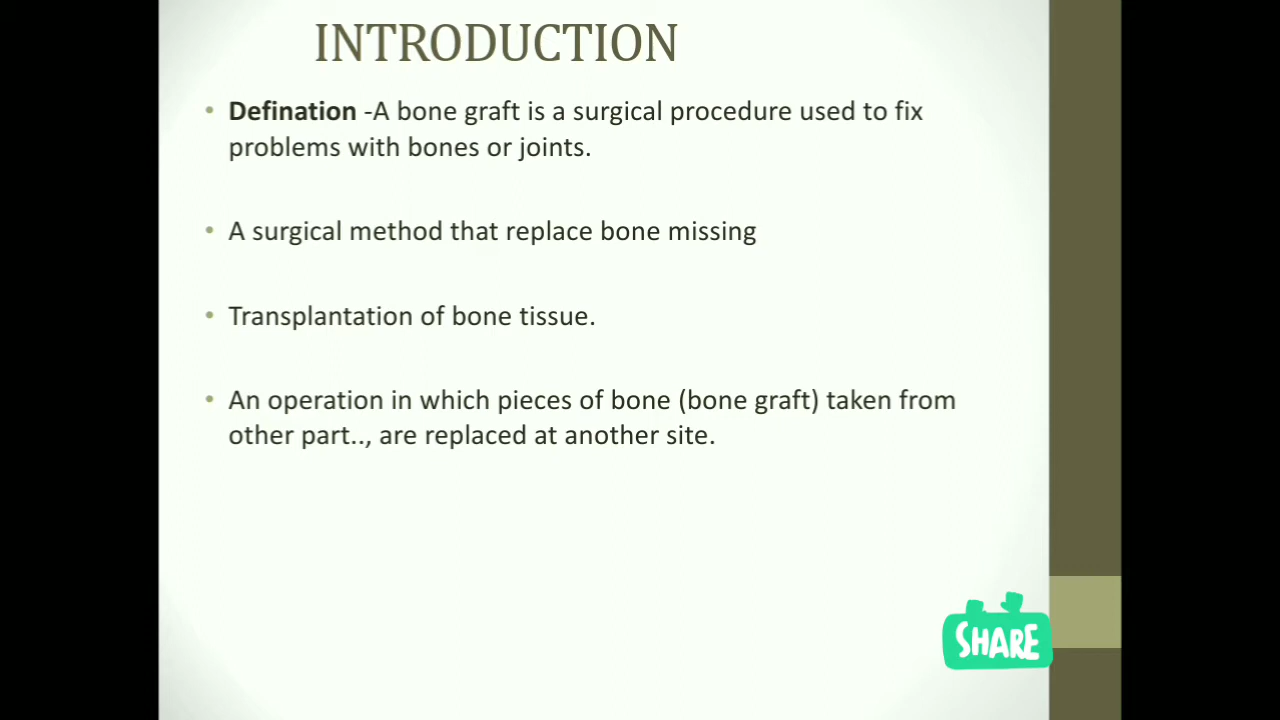 INTRODUCTION
• Defination -A bone graft is a surgical procedure used to fix
problems with bones or joints.
• A surgical method that replace bone missing
• Transplantation of bone tissue.
• An operation in which pieces of bone (bone graft) taken from
other part.., are replaced at another site.
SHARE